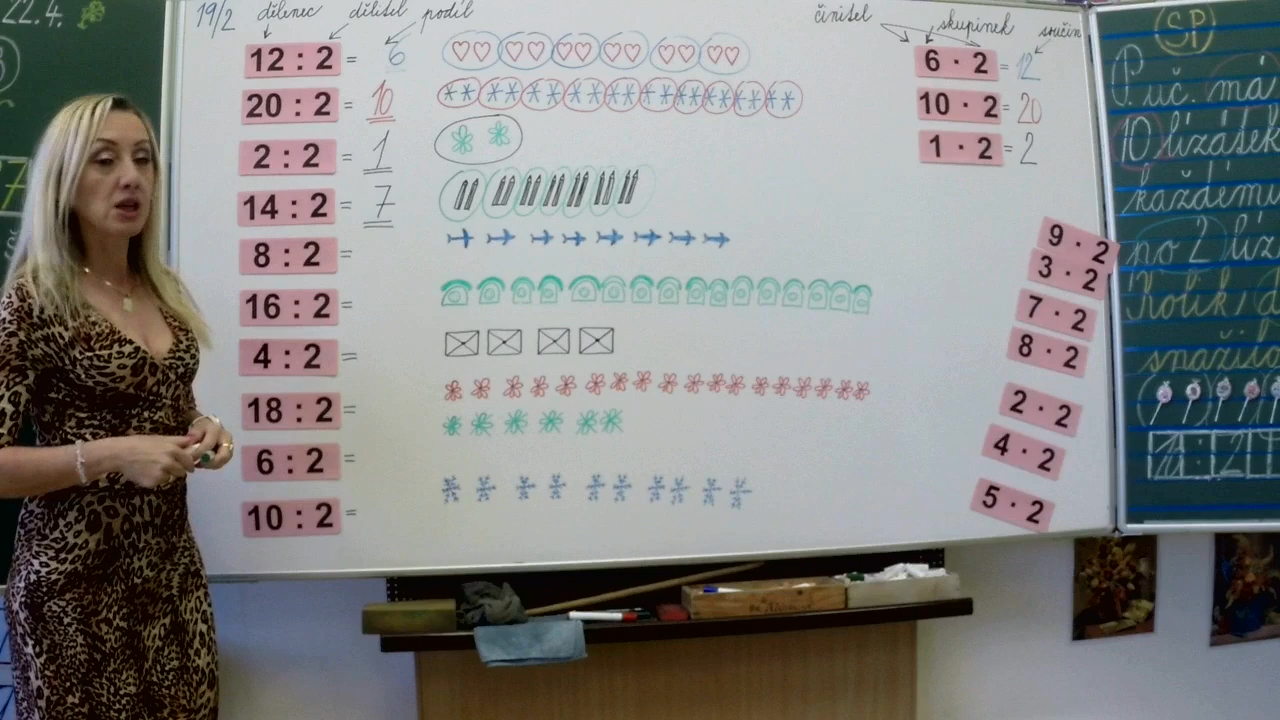 22.4.
19/2 dělenec dělitel podíl
12 : 2 = 6
20 : 2 = 10
2 : 2 = 1
14 : 2 = 7
8 : 2 =
16 : 2 =
4 : 2 =
18 : 2 =
6 : 2 =
10 : 2 =
činitel skupinek součin
6 · 2 = 12
10 · 2 = 20
1 · 2 = 2
9 · 2
3 · 2
7 · 2
8 · 2
2 · 2
4 · 2
5 · 2
SP
P. uč. má
10 lízátek
každému
po 2 líz
Kolik d
snažilo
10 : 2